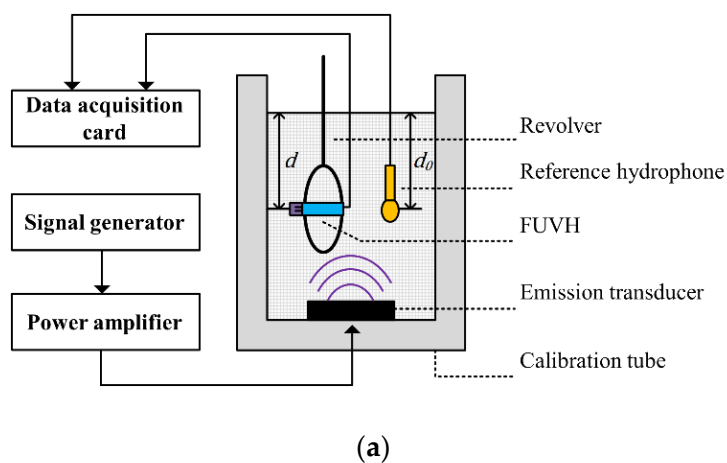 Data acquisition
card
Signal generator
Power amplifier
d
d0
Revolver
Reference hydrophone
FUVH
Emission transducer
Calibration tube
(a)